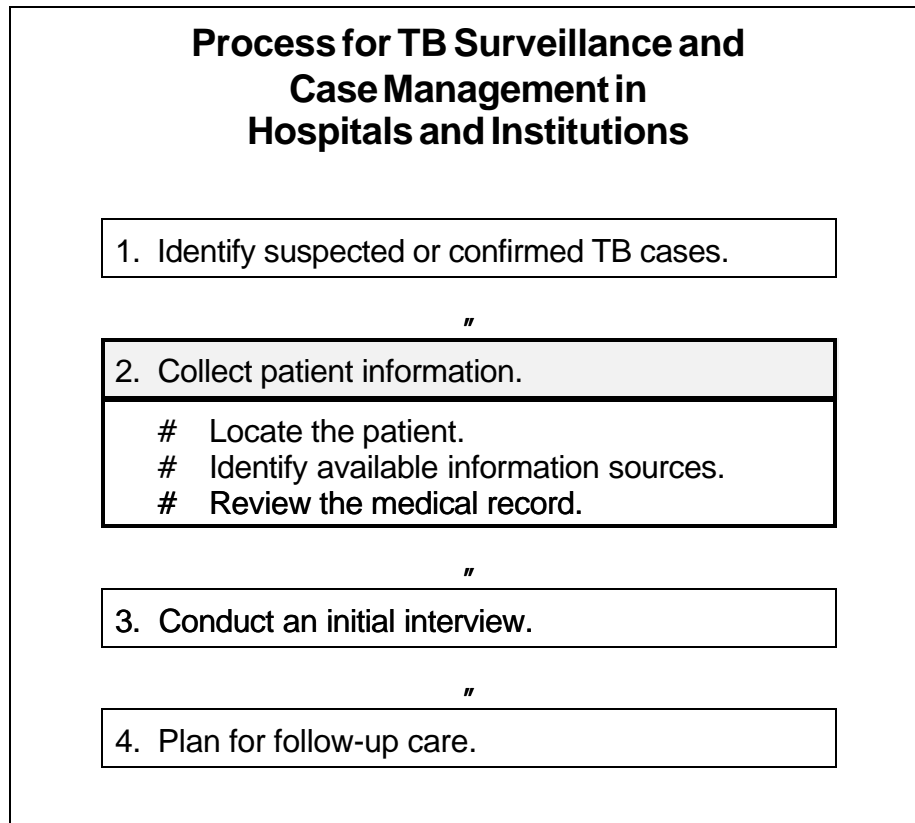 Process for TB Surveillance and
Case Management in
Hospitals and Institutions
1. Identify suspected or confirmed TB cases.
"
2. Collect patient information.
# Locate the patient.
# Identify available information sources.
# Review the medical record.
"
3. Conduct an initial interview.
"
4. Plan for follow-up care.